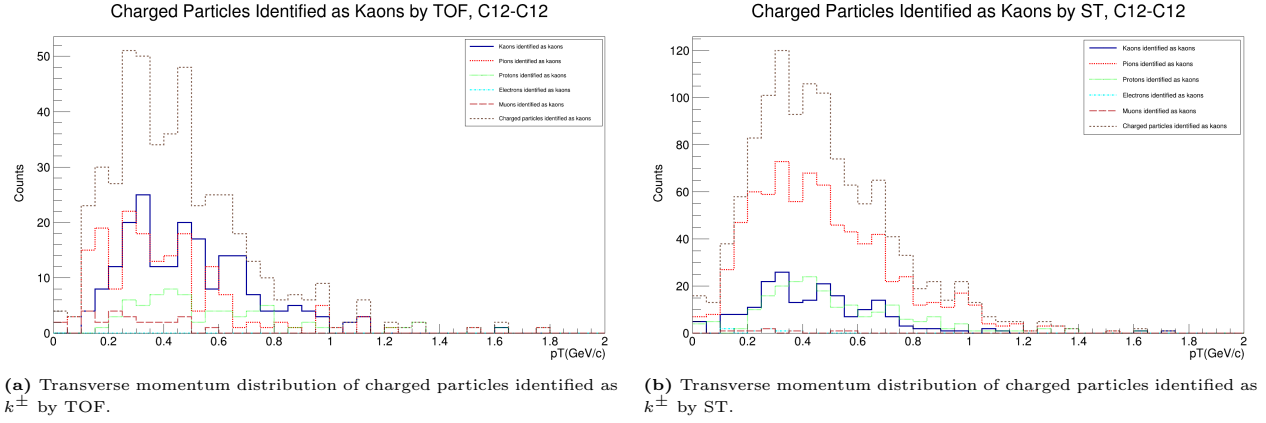 Charged Particles Identified as Kaons by TOF, C12-C12
Counts
50
40
30
20
10
0
Kaons identified as kaons
Pions identified as kaons
Protons identified as kaons
Electrons identified as kaons
Muons identified as kaons
Charged particles identified as kaons
0 0.2 0.4 0.6 0.8 1 1.2 1.4 1.6 1.8 2
pT(GeV/c)
(a) Transverse momentum distribution of charged particles identified as
k± by TOF.
Charged Particles Identified as Kaons by ST, C12-C12
Counts
120
100
80
60
40
20
0
Kaons identified as kaons
Pions identified as kaons
Protons identified as kaons
Electrons identified as kaons
Muons identified as kaons
Charged particles identified as kaons
0 0.2 0.4 0.6 0.8 1 1.2 1.4 1.6 1.8 2
pT(GeV/c)
(b) Transverse momentum distribution of charged particles identified as
k± by ST.